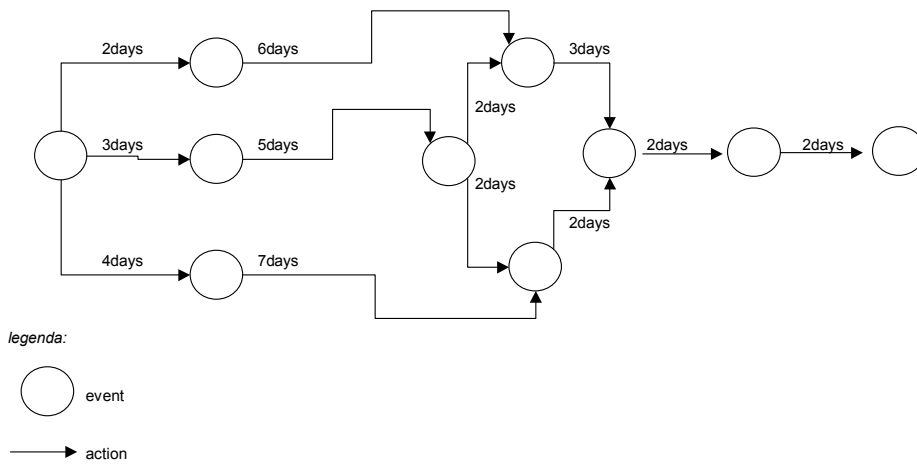 2days
6days
3days
2days
3days
5days
2days
2days
2days
2days
4days
7days
legenda:
event
action